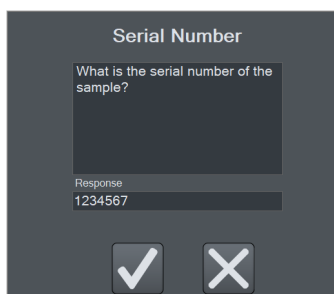 Serial Number
What is the serial number of the
sample?
Response
1234567